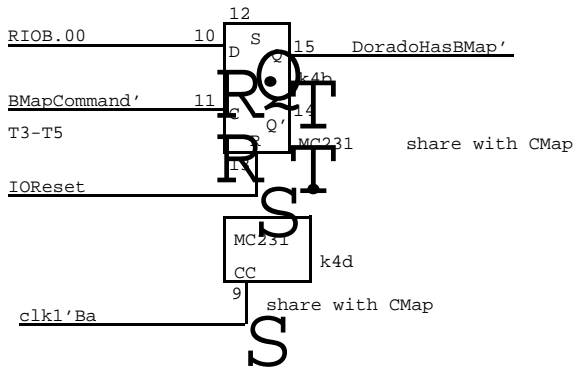 12
RIOB.00 10 S 15 DoradoHasBMap'
D Q
R Q T k4b
BMapCommand' 11 C 14
T3-T5 Q'
R R T MC231 share with CMap
13
IOReset
S
MC231
k4d
CC
9 share with CMap
clk1'Ba
S